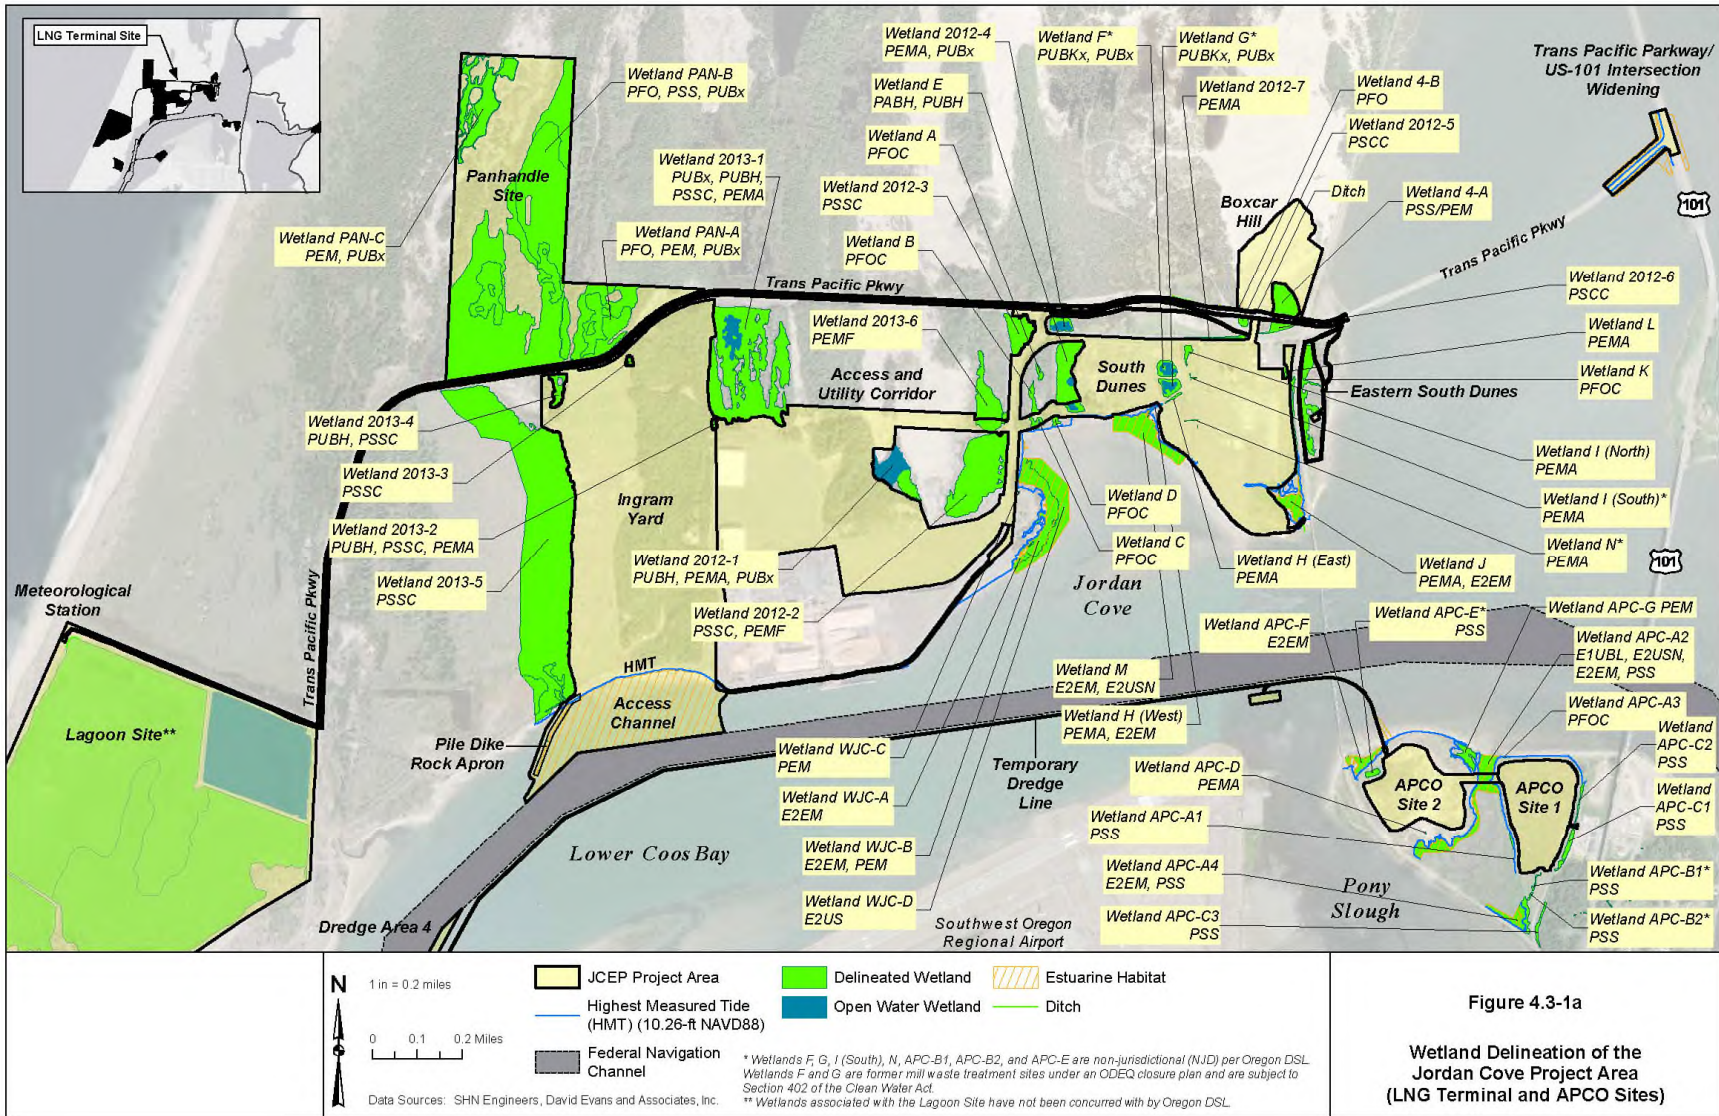 LNG Terminal Site
Wetland PAN-B
PFO, PSS, PUBx
Wetland 2012-4
PEMA, PUBx
Wetland F*
PUBKx, PUBx
Wetland G*
PUBKx, PUBx
Trans Pacific Parkway/
US-101 Intersection
Widening
Wetland E
PABH, PUBH
Wetland 2012-7
PEMA
Wetland 4-B
PFO
Wetland A
PFOC
Wetland 2012-5
PSCC
Wetland 2013-1
PUBx, PUBH,
PSSC, PEMA
Panhandle
Site
Wetland 2012-3
PSSC
Ditch
Wetland 4-A
PSS/PEM
Boxcar
Hill
101
Wetland PAN-C
PEM, PUBx
Wetland PAN-A
PFO, PEM, PUBx
Wetland B
PFOC
Trans Pacific Pkwy
Trans Pacific Pkwy
Wetland 2012-6
PSCC
Wetland 2013-6
PEMF
Wetland L
PEMA
Access and
Utility Corridor
South
Dunes
Wetland K
PFOC
Eastern South Dunes
Wetland 2013-4
PUBH, PSSC
Wetland 2013-3
PSSC
Wetland I (North)
PEMA
Ingram
Yard
Wetland D
PFOC
Wetland I (South)*
PEMA
Wetland 2013-2
PUBH, PSSC, PEMA
Wetland C
PFOC
Wetland N*
PEMA
Wetland 2012-1
PUBH, PEMA, PUBx
Wetland H (East)
PEMA
Wetland J
PEMA, E2EM
101
Wetland 2013-5
PSSC
Jordan
Cove
Meteorological
Station
Trans Pacific Pkwy
Wetland 2012-2
PSSC, PEMF
Wetland APC-F
E2EM
Wetland APC-E*
PSS
Wetland APC-G PEM
Wetland APC-A2
E1UBL, E2USN,
E2EM, PSS
HMT
Wetland M
E2EM, E2USN
Access
Channel
Wetland H (West)
PEMA, E2EM
Wetland APC-A3
PFOC
Lagoon Site**
Pile Dike
Rock Apron
Wetland WJC-C
PEM
Temporary
Dredge
Line
Wetland APC-D
PEMA
APCO
Site 2
APCO
Site 1
Wetland
APC-C2
PSS
Wetland
APC-C1
PSS
Wetland WJC-A
E2EM
Wetland APC-A1
PSS
Lower Coos Bay
Wetland WJC-B
E2EM, PEM
Wetland APC-A4
E2EM, PSS
Pony
Slough
Wetland APC-B1*
PSS
Wetland WJC-D
E2US
Wetland APC-C3
PSS
Wetland APC-B2*
PSS
Dredge Area 4
Southwest Oregon
Regional Airport
N
1 in = 0.2 miles
0 0.1 0.2 Miles
JCEP Project Area
Highest Measured Tide
(HMT) (10.26-ft NAVD88)
Federal Navigation
Channel
Delineated Wetland
Open Water Wetland
Estuarine Habitat
Ditch
Data Sources: SHN Engineers, David Evans and Associates, Inc.
* Wetlands F, G, I (South), N, APC-B1, APC-B2, and APC-E are non-jurisdictional (NJD) per Oregon DSL.
Wetlands F and G are former mill waste treatment sites under an ODEQ closure plan and are subject to
Section 402 of the Clean Water Act.
** Wetlands associated with the Lagoon Site have not been concurred with by Oregon DSL.
Figure 4.3-1a
Wetland Delineation of the
Jordan Cove Project Area
(LNG Terminal and APCO Sites)